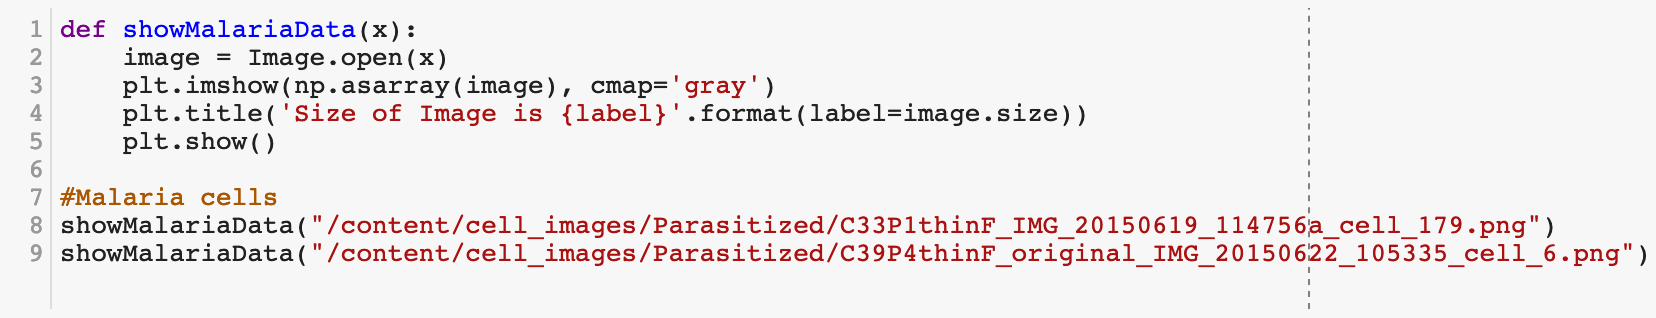 1 def showMalariaData(x):
2     image = Image.open(x)
3     plt.imshow(np.asarray(image), cmap='gray')
4     plt.title('Size of Image is {label}'.format(label=image.size))
5     plt.show()
6
7 #Malaria cells
8 showMalariaData("/content/cell_images/Parasitized/C33P1thinF_IMG_20150619_114756a_cell_179.png")
9 showMalariaData("/content/cell_images/Parasitized/C39P4thinF_original_IMG_20150622_105335_cell_6.png")